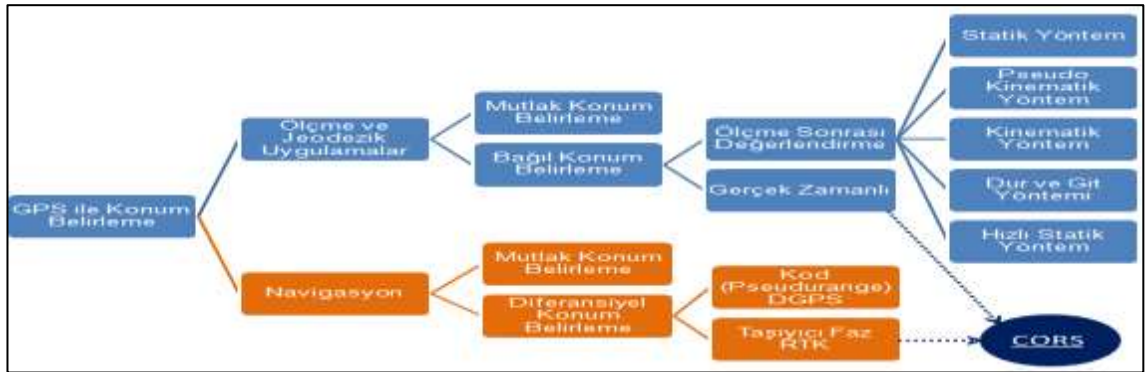 GPS ile Konum
Belirleme
Ölçme ve
Jeodezik
Uygulamalar
Mutlak Konum
Belirleme
Bağıl Konum
Belirleme
Ölçme Sonrası
Değerlendirme
Gerçek Zamanlı
Statik Yöntem
Pseudo
Kinematik
Yöntem
Kinematik
Yöntem
Dur ve Git
Yöntemi
Hızlı Statik
Yöntem
Navigasyon
Mutlak Konum
Belirleme
Diferansiyel
Konum
Belirleme
Kod
(Pseudurange)
DGPS
Taşıyıcı Faz
RTK
CORS